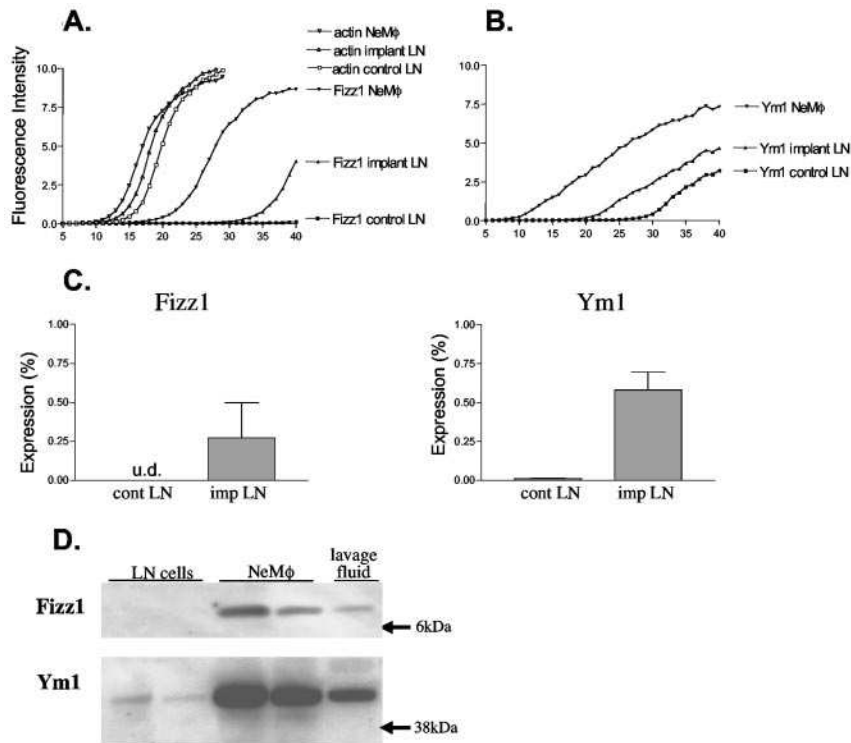 A.
actin NeMϕ
actin implant LN
actin control LN
Fizz1 NeMϕ
Fizz1 implant LN
Fizz1 control LN
Fluorescence Intensity
10.0
7.5
5.0
2.5
0.0
5 10 15 20 25 30 35 40
B.
Ym1 NeMϕ
Ym1 implant LN
Ym1 control LN
10.0
7.5
5.0
2.5
0.0
5 10 15 20 25 30 35 40
C.
Fizz1
Expression (%)
1.00
0.75
0.50
0.25
0.00
u.d.
cont LN imp LN
Ym1
Expression (%)
1.00
0.75
0.50
0.25
0.00
cont LN imp LN
D.
LN cells NeMϕ lavage fluid
Fizz1
6kDa
Ym1
38kDa